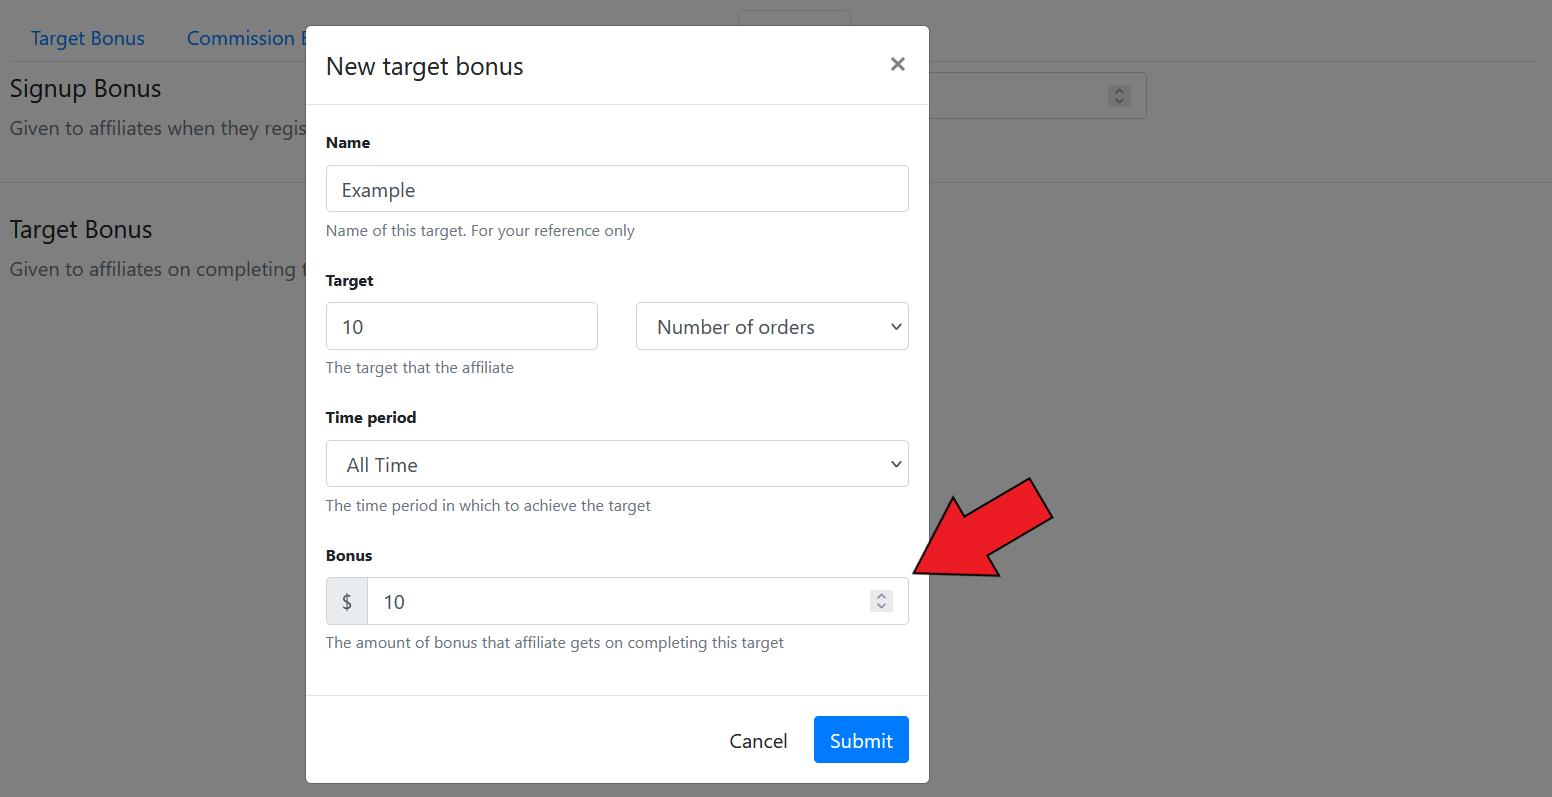 Target Bonus Commission
Signup Bonus
Given to affiliates when they
Target Bonus
Given to affiliates on completing
New target bonus
×
Name
Example
Name of this target. For your reference only
Target
10 Number of orders
The target that the affiliate
Time period
All Time
The time period in which to achieve the target
Bonus
$ 10
The amount of bonus that affiliate gets on completing this target
Cancel Submit